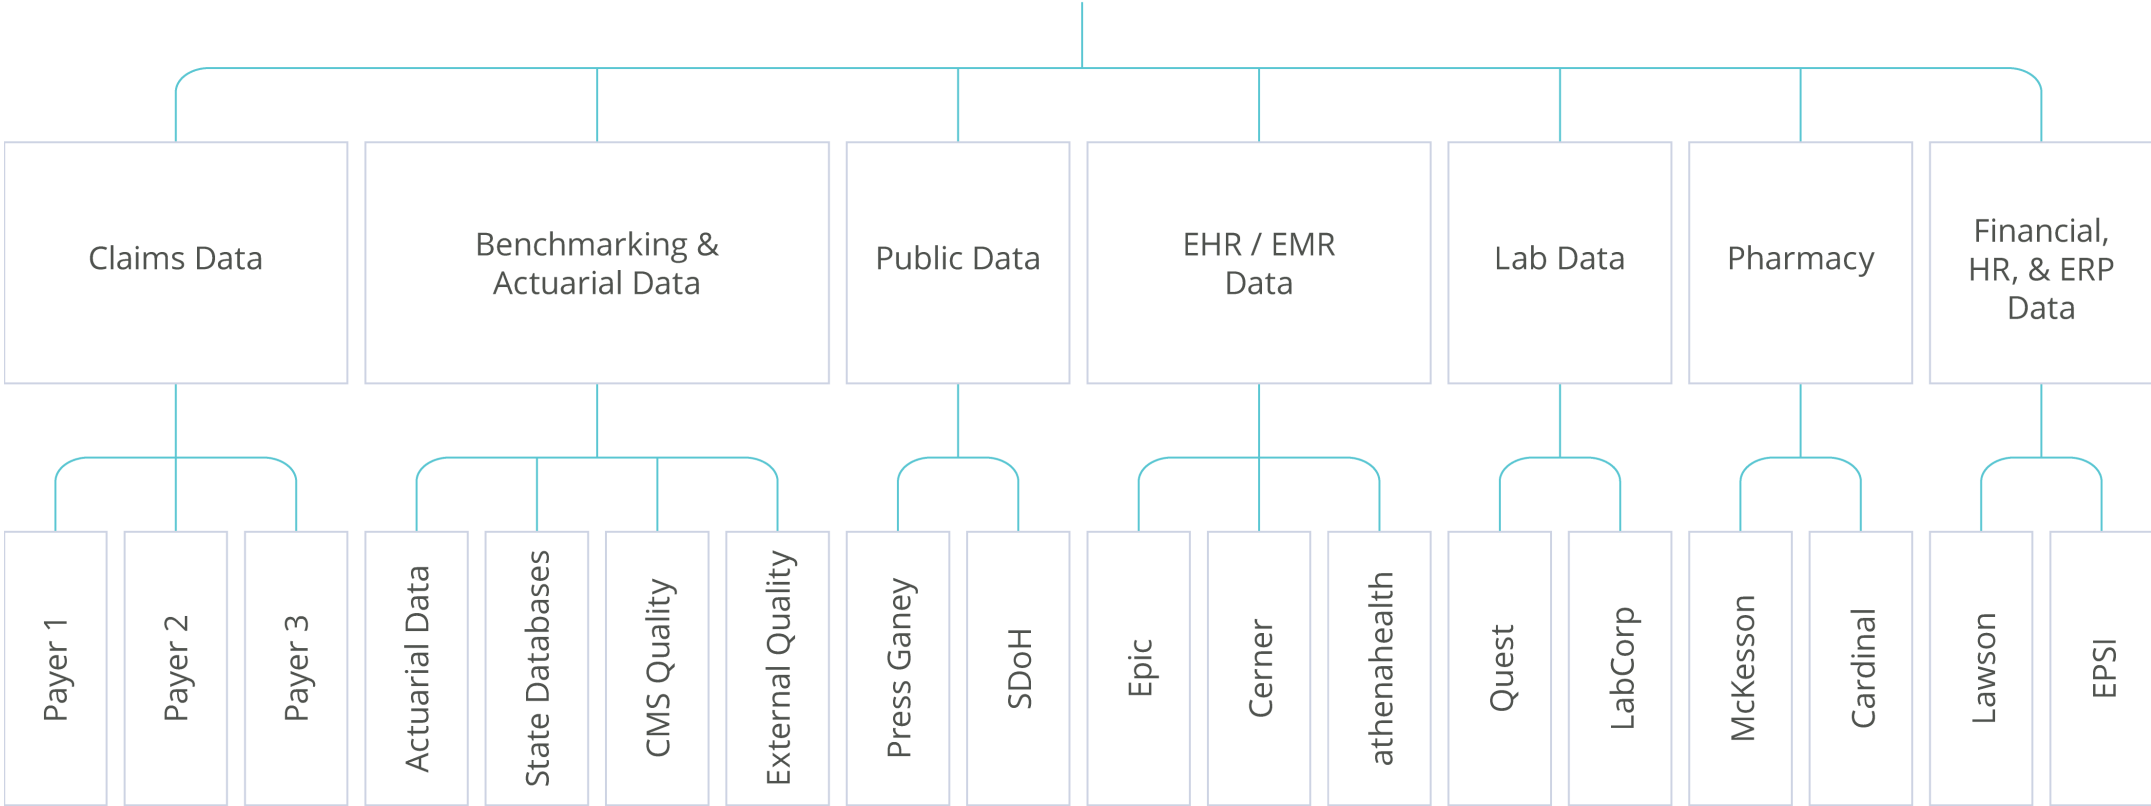 Claims Data
Benchmarking &
Actuarial Data
Public Data
EHR / EMR
Data
Lab Data
Pharmacy
Financial,
HR, & ERP
Data
Payer 1
Payer 2
Payer 3
Actuarial Data
State Databases
CMS Quality
External Quality
Press Ganey
SDoH
Epic
Cerner
athenahealth
Quest
LabCorp
McKesson
Cardinal
Lawson
EPSI